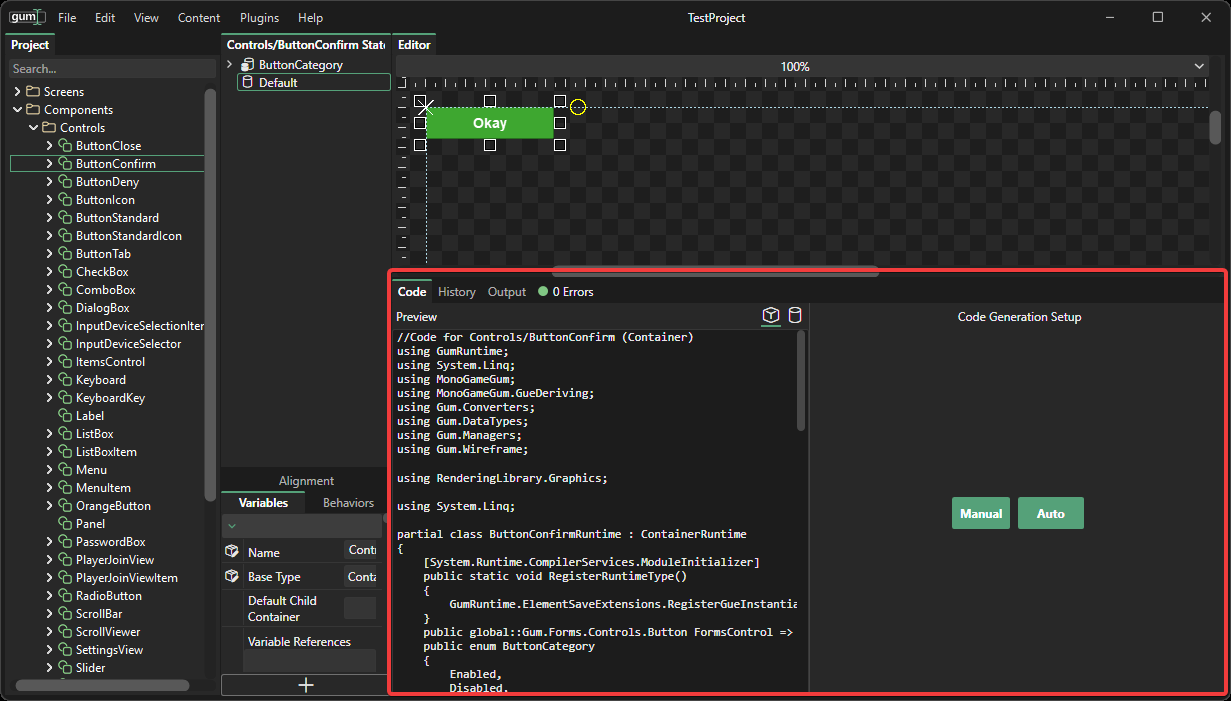 gum File Edit View Content Plugins Help
TestProject
Project
Search...
Screens
Components
Controls
ButtonClose
ButtonConfirm
ButtonDeny
ButtonIcon
ButtonStandard
ButtonStandardIcon
ButtonTab
CheckBox
ComboBox
DialogBox
InputDeviceSelectionIter
InputDeviceSelector
ItemsControl
Keyboard
KeyboardKey
Label
ListBox
ListBoxItem
Menu
MenuItem
OrangeButton
Panel
PasswordBox
PlayerJoinView
PlayerJoinViewItem
RadioButton
ScrollBar
ScrollViewer
SettingsView
Slider
Controls/ButtonConfirm State
ButtonCategory
Default
Alignment
Variables Behaviors
Name Contr
Base Type Conta
Default Child
Container
Variable References
Editor
100%
Okay
Code History Output 0 Errors
Preview
//Code for Controls/ButtonConfirm (Container)
using GumRuntime;
using System.Linq;
using MonoGameGum;
using MonoGameGum.GueDeriving;
using Gum.Converters;
using Gum.DataTypes;
using Gum.Managers;
using Gum.Wireframe;
using RenderingLibrary.Graphics;
using System.Linq;
partial class ButtonConfirmRuntime : ContainerRuntime
{
[System.Runtime.CompilerServices.ModuleInitializer]
public static void RegisterRuntimeType()
{
GumRuntime.ElementSaveExtensions.RegisterGueInstantia
}
public global::Gum.Forms.Controls.Button FormsControl =>
public enum ButtonCategory
{
Enabled,
Disabled,
Code Generation Setup
Manual Auto